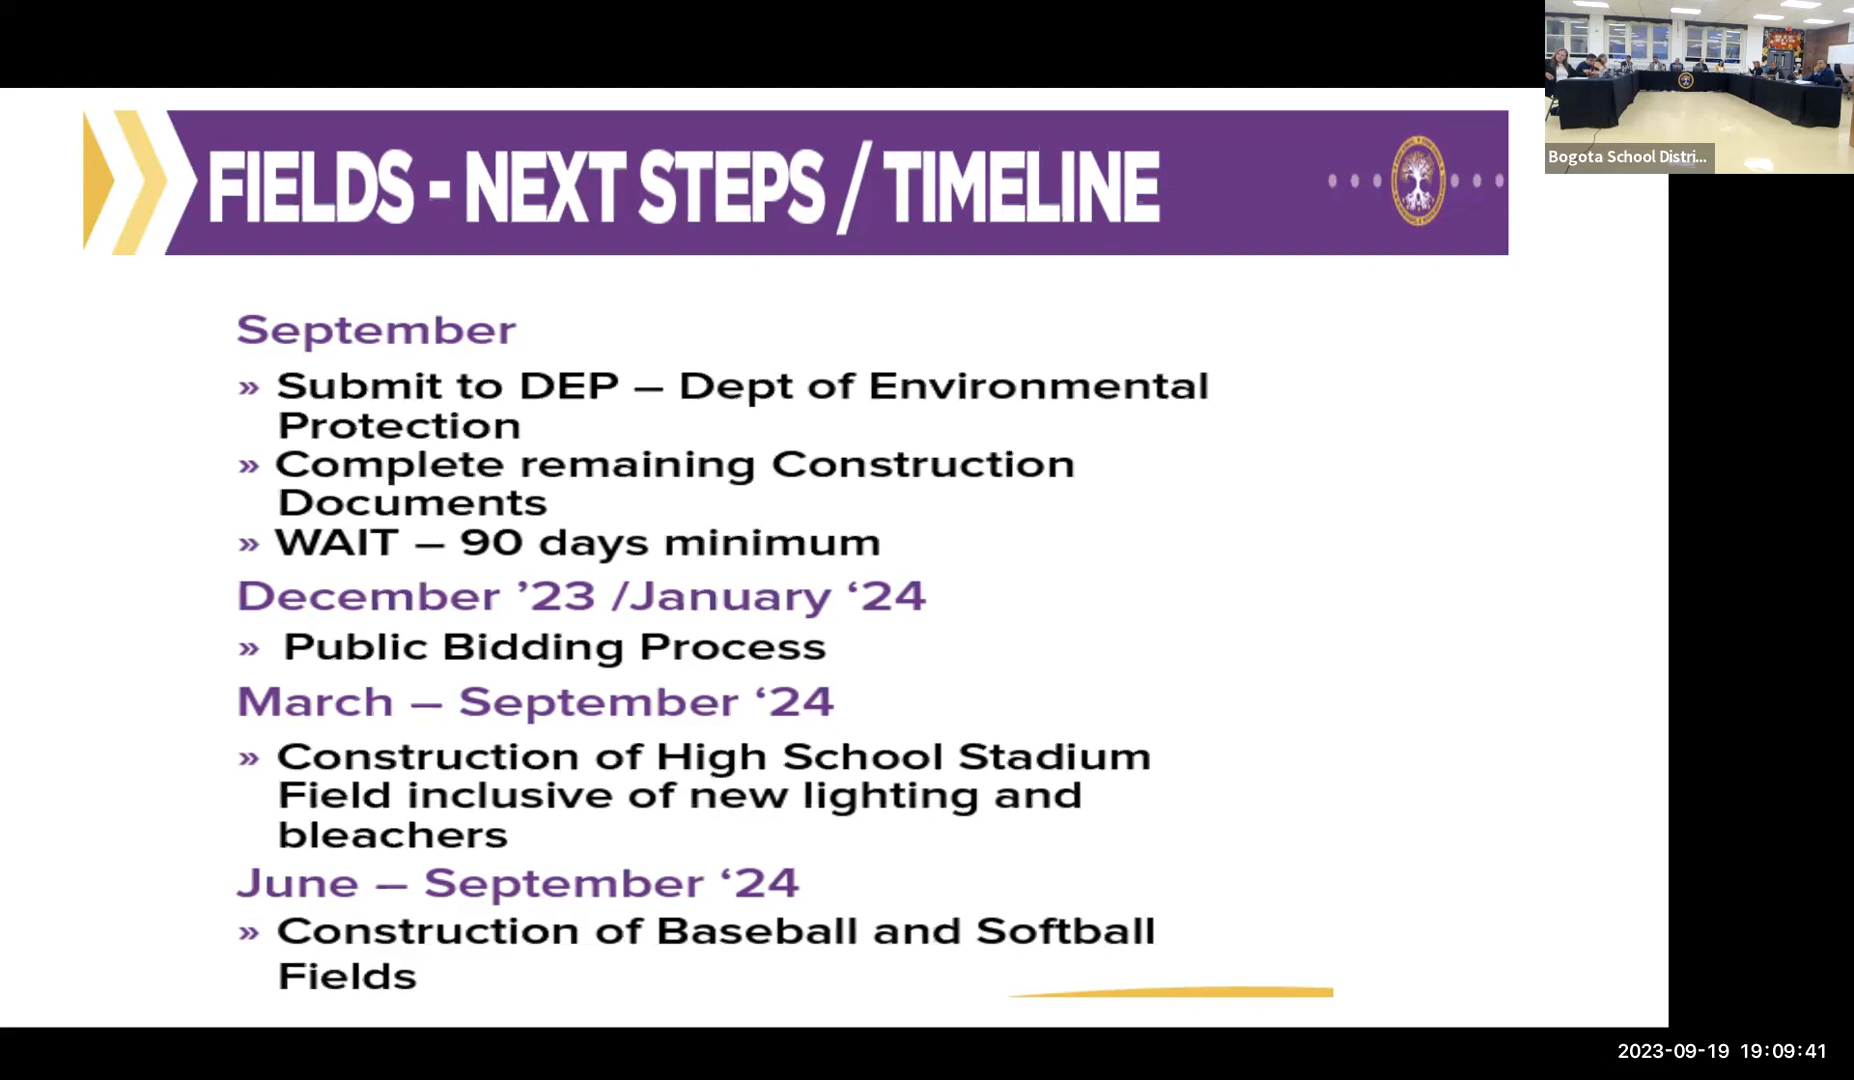 Bogota School Distri...
FIELDS - NEXT STEPS / TIMELINE
September
» Submit to DEP – Dept of Environmental
Protection
» Complete remaining Construction
Documents
» WAIT – 90 days minimum
December ’23 /January ‘24
» Public Bidding Process
March – September ‘24
» Construction of High School Stadium
Field inclusive of new lighting and
bleachers
June – September ‘24
» Construction of Baseball and Softball
Fields
2023-09-19 19:09:41